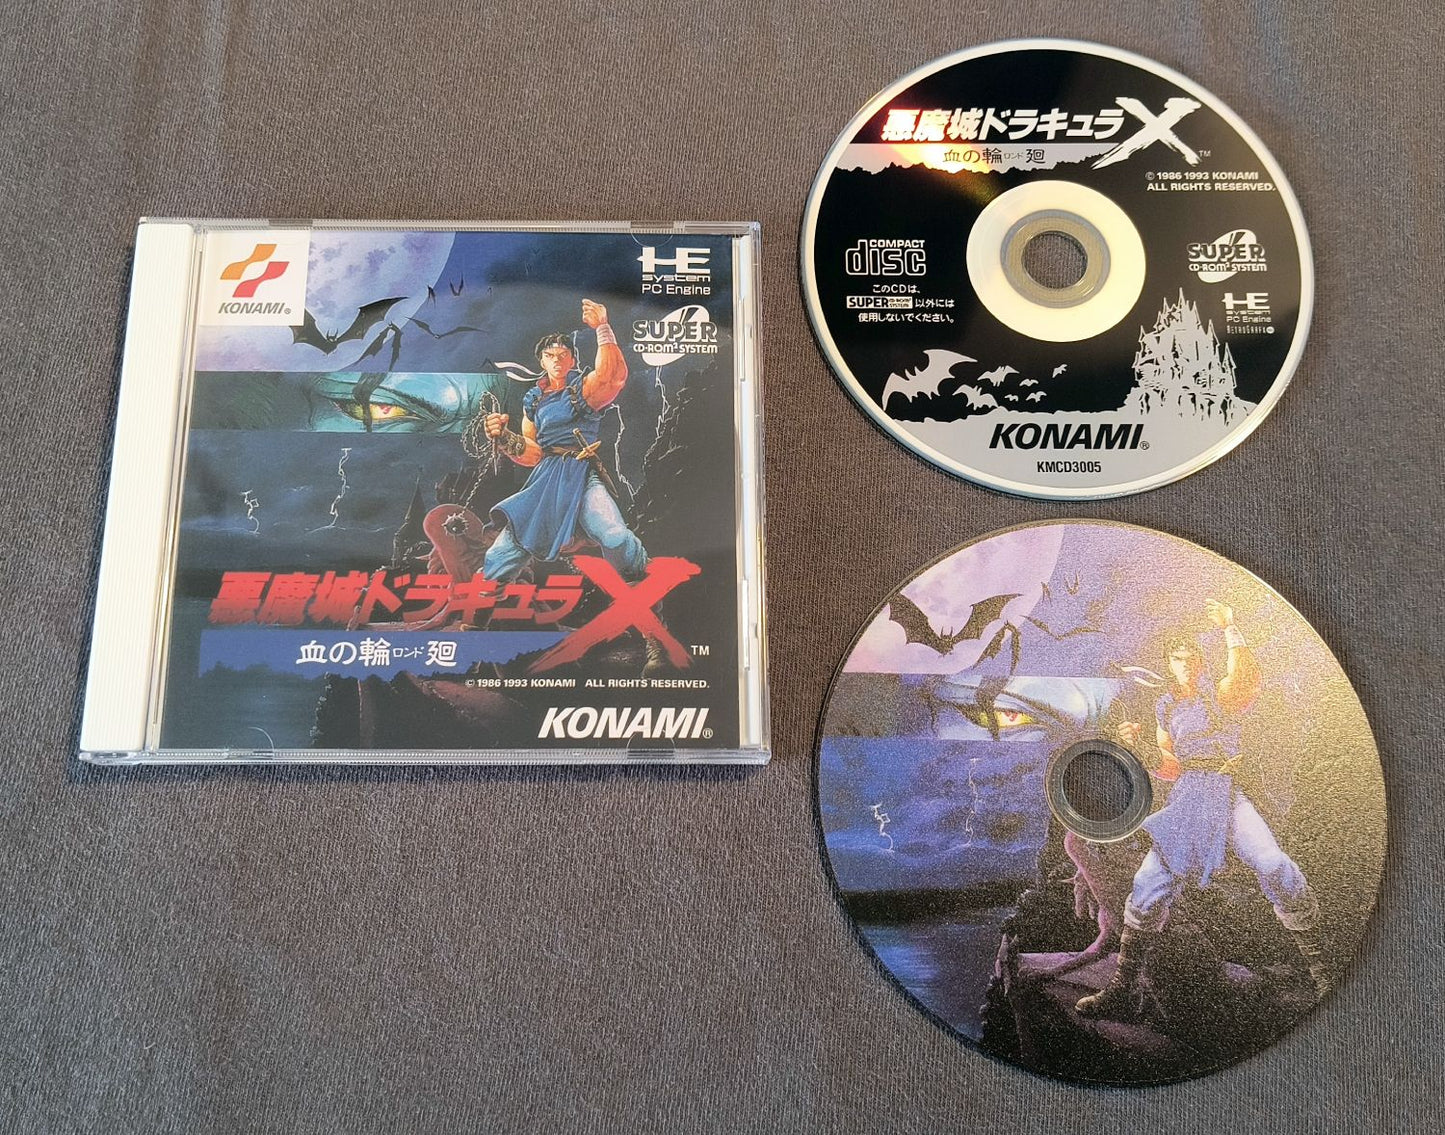 KONAMI®
HE
system
PC Engine
SUPER
CD-ROM² SYSTEM
悪魔城ドラキュラX
™
血の輪ロンド廻
© 1986 1993 KONAMI ALL RIGHTS RESERVED.
KONAMI®
悪魔城ドラキュラX
™
血の輪ロンド廻
© 1986 1993 KONAMI
ALL RIGHTS RESERVED.
COMPACT
disc
このCDは、
SUPER CD-ROM² SYSTEM 以外には
使用しないでください。
SUPER
CD-ROM² SYSTEM
HE
system
PC Engine
RETROGRAFX
KONAMI®
KMCD3005